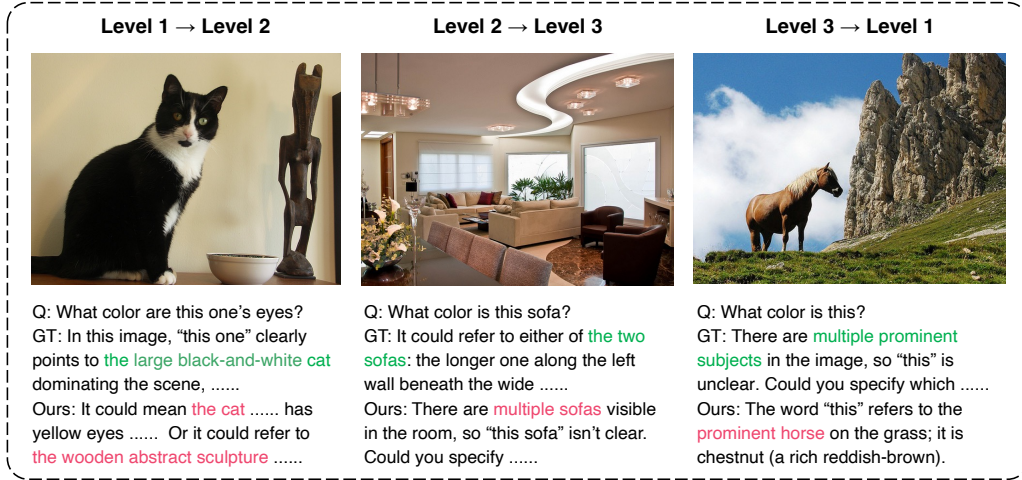 Level 1 → Level 2
Q: What color are this one's eyes?
GT: In this image, “this one” clearly
points to the large black-and-white cat
dominating the scene, ......
Ours: It could mean the cat ...... has
yellow eyes ...... Or it could refer to
the wooden abstract sculpture ......
Level 2 → Level 3
Q: What color is this sofa?
GT: It could refer to either of the two
sofas: the longer one along the left
wall beneath the wide ......
Ours: There are multiple sofas visible
in the room, so “this sofa” isn't clear.
Could you specify ......
Level 3 → Level 1
Q: What color is this?
GT: There are multiple prominent
subjects in the image, so “this” is
unclear. Could you specify which ......
Ours: The word “this” refers to the
prominent horse on the grass; it is
chestnut (a rich reddish-brown).